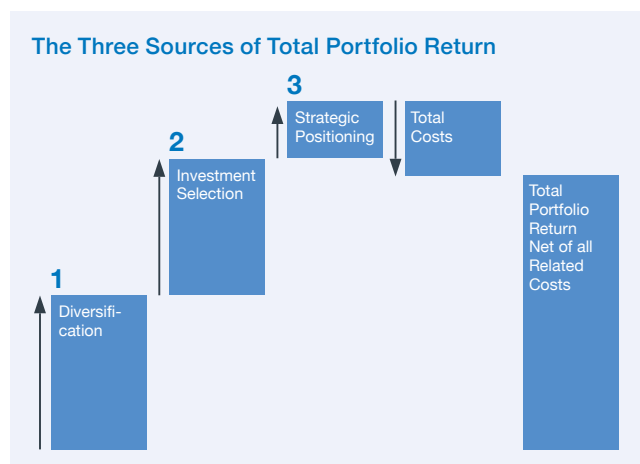 The Three Sources of Total Portfolio Return
1
Diversifi-
cation
2
Investment
Selection
3
Strategic
Positioning
Total
Costs
Total
Portfolio
Return
Net of all
Related
Costs